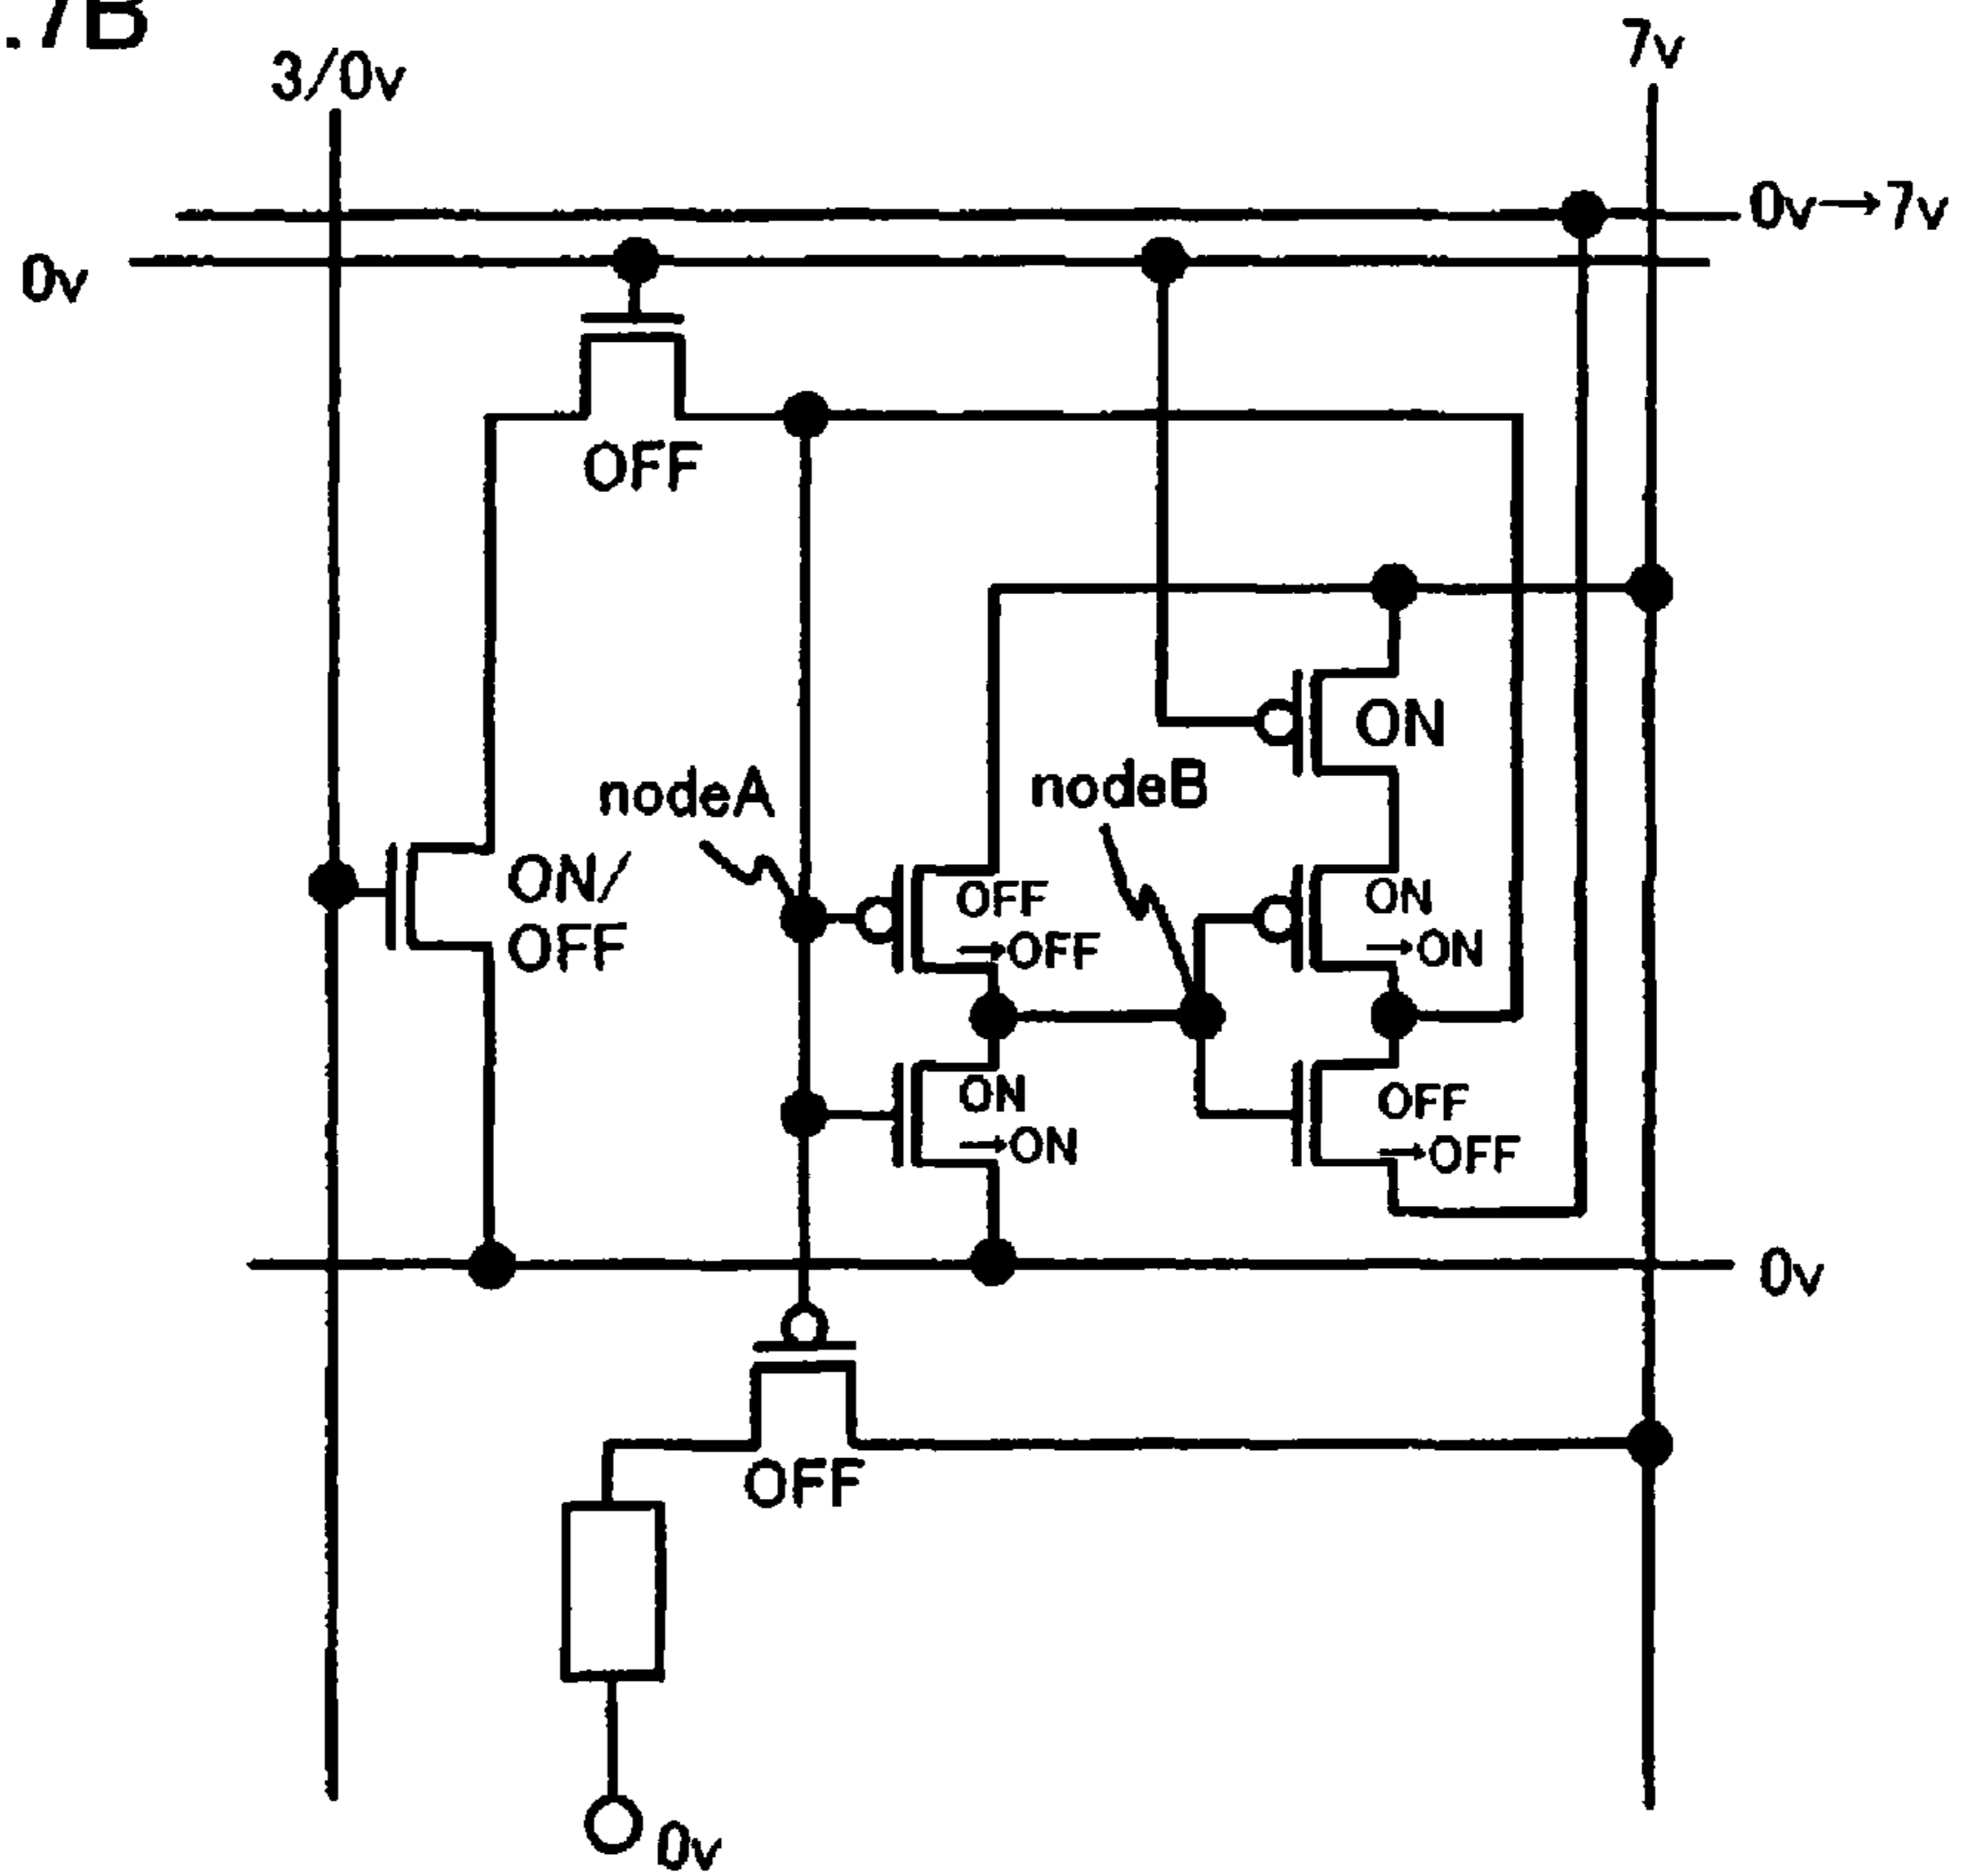 .7B
3/0v
7v
0v→7v
0v
OFF
ON
nodeA
nodeB
ON/
OFF
OFF
→OFF
ON
→ON
ON
→ON
OFF
→OFF
0v
OFF
0v